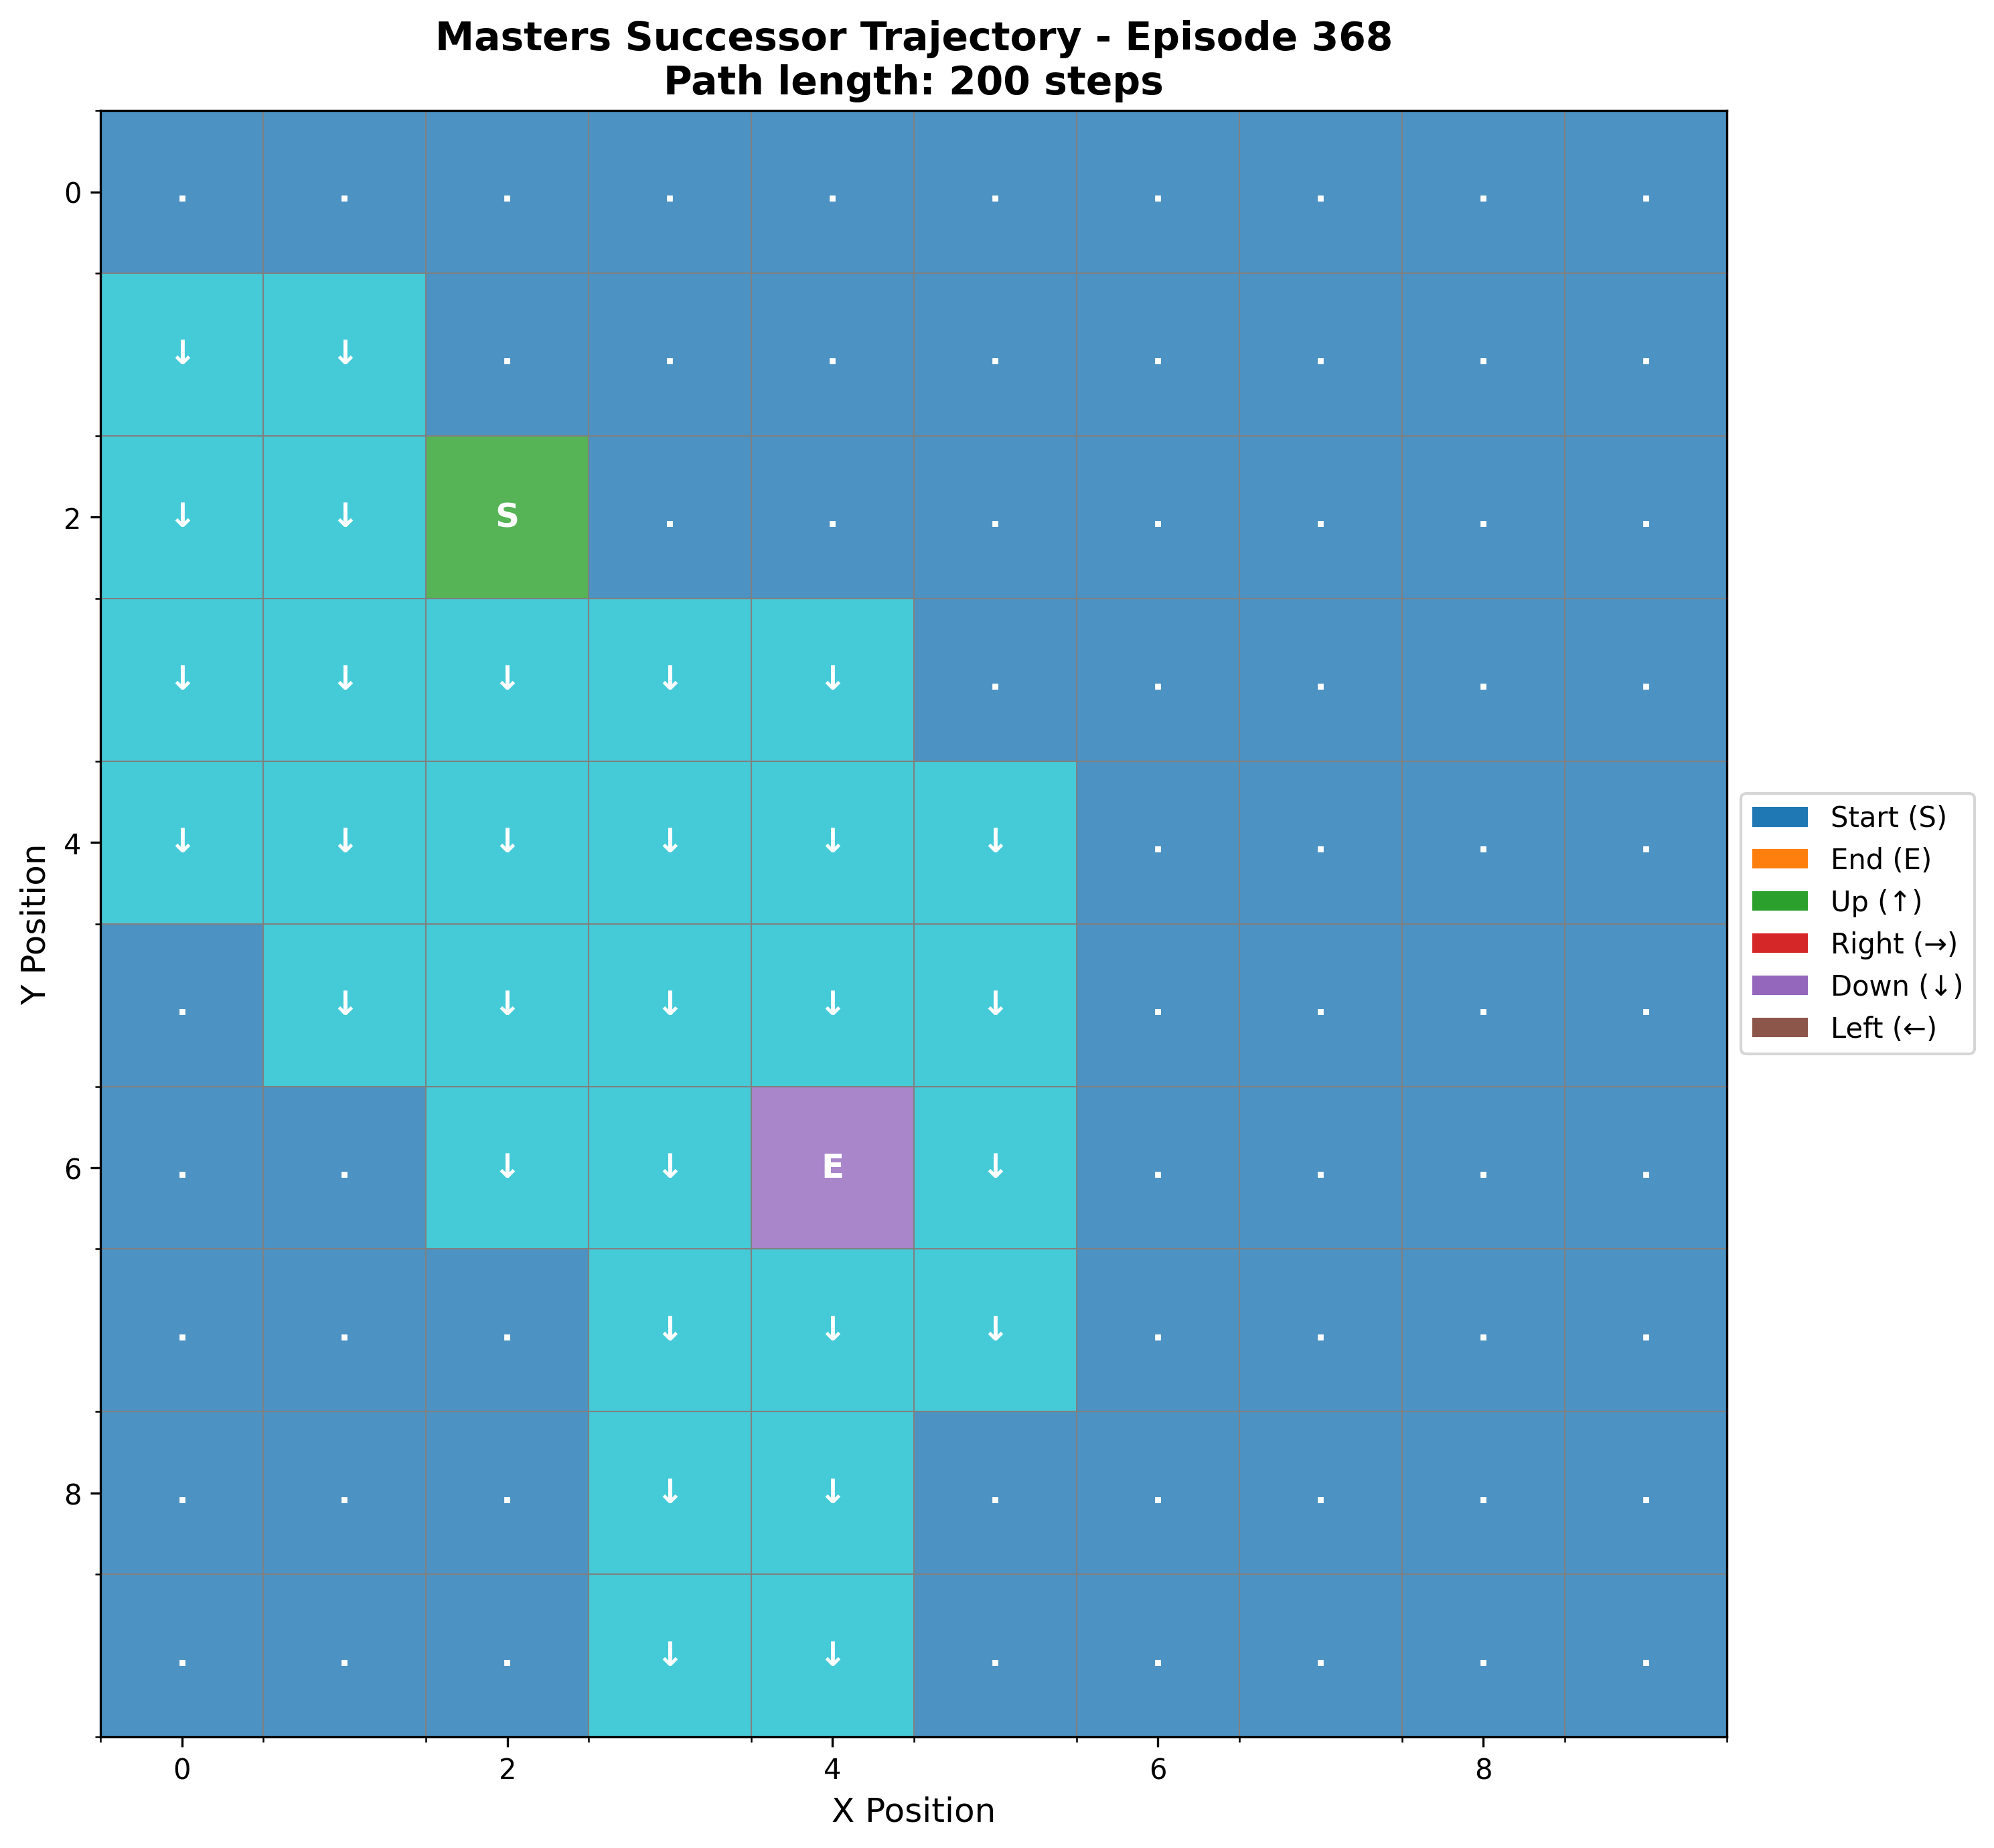 Masters Successor Trajectory - Episode 368
Path length: 200 steps
0 . . . . . . . . . .
↓ ↓ . . . . . . . .
2 ↓ ↓ S . . . . . . .
↓ ↓ ↓ ↓ ↓ . . . . .
4 ↓ ↓ ↓ ↓ ↓ ↓ . . . .
. ↓ ↓ ↓ ↓ ↓ . . . .
6 . . ↓ ↓ E ↓ . . . .
. . . ↓ ↓ ↓ . . . .
8 . . . ↓ ↓ . . . . .
. . . ↓ ↓ . . . . .
0 2 4 6 8
X Position
Y Position
Start (S)
End (E)
Up (↑)
Right (→)
Down (↓)
Left (←)